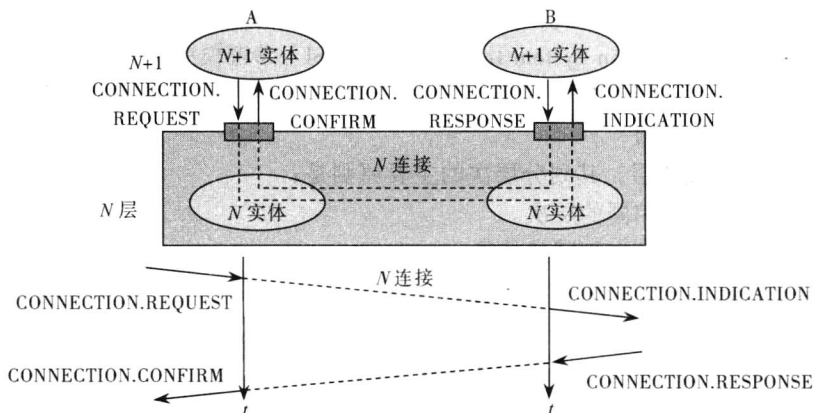 A
B
N+1 实体
N+1 实体
N+1
CONNECTION.
REQUEST
CONNECTION.
CONFIRM
CONNECTION.
RESPONSE
CONNECTION.
INDICATION
N 连接
N 层
N 实体
N 实体
N 连接
CONNECTION.REQUEST
CONNECTION.INDICATION
CONNECTION.CONFIRM
CONNECTION.RESPONSE
t
t